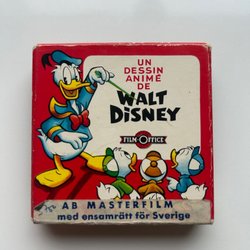 UN
DESSIN
ANIMÉ
DE
WALT
DISNEY
FILM OFFICE
AB MASTERFILM
med ensamrätt för Sverige